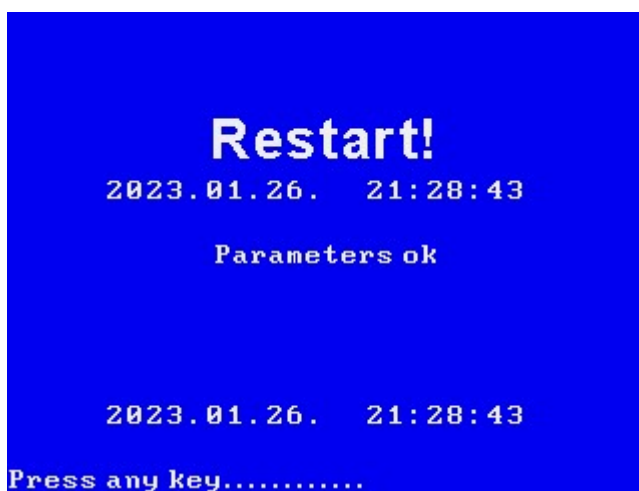 Restart!
2023.01.26. 21:28:43
Parameters ok
2023.01.26. 21:28:43
Press any key............